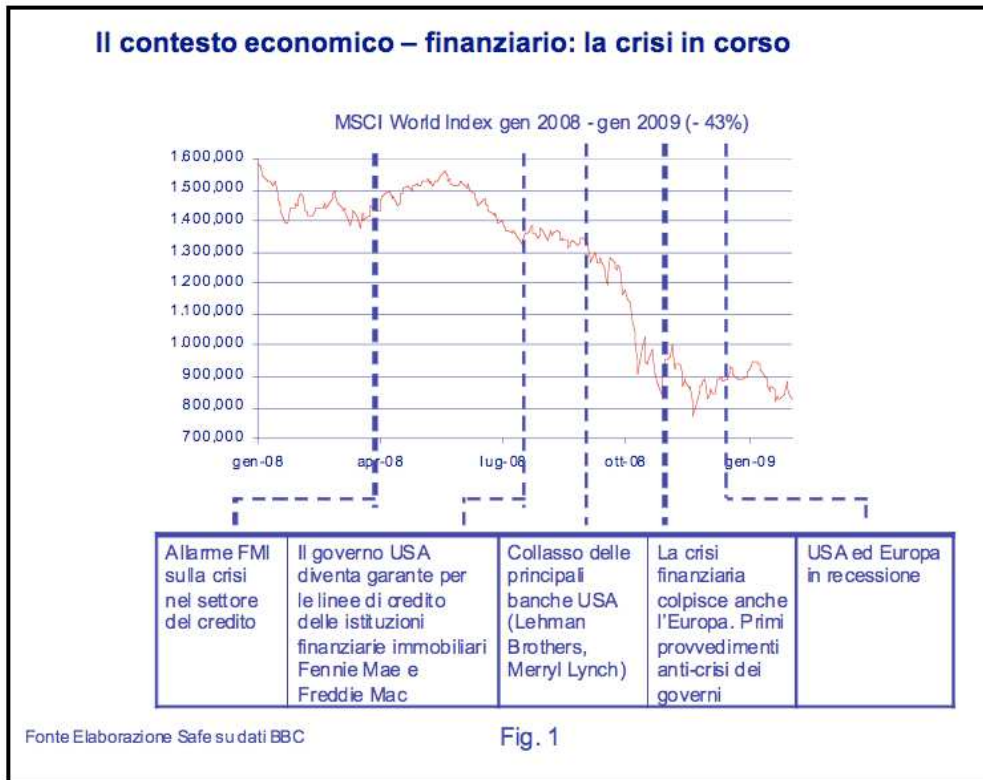 Il contesto economico – finanziario: la crisi in corso
MSCI World Index gen 2008 - gen 2009 (- 43%)
1.600,000
1.500,000
1.400,000
1.300,000
1.200,000
1.100,000
1.000,000
900,000
800,000
700,000
gen-08
apr-08
lug-08
ott-08
gen-09
Allarme FMI
sulla crisi
nel settore
del credito
Il governo USA
diventa garante per
le linee di credito
delle istituzioni
finanziarie immobiliari
Fennie Mae e
Freddie Mac
Collasso delle
principali
banche USA
(Lehman
Brothers,
Merryl Lynch)
La crisi
finanziaria
colpisce anche
l'Europa. Primi
provvedimenti
anti-crisi dei
governi
USA ed Europa
in recessione
Fonte Elaborazione Safe su dati BBC
Fig. 1